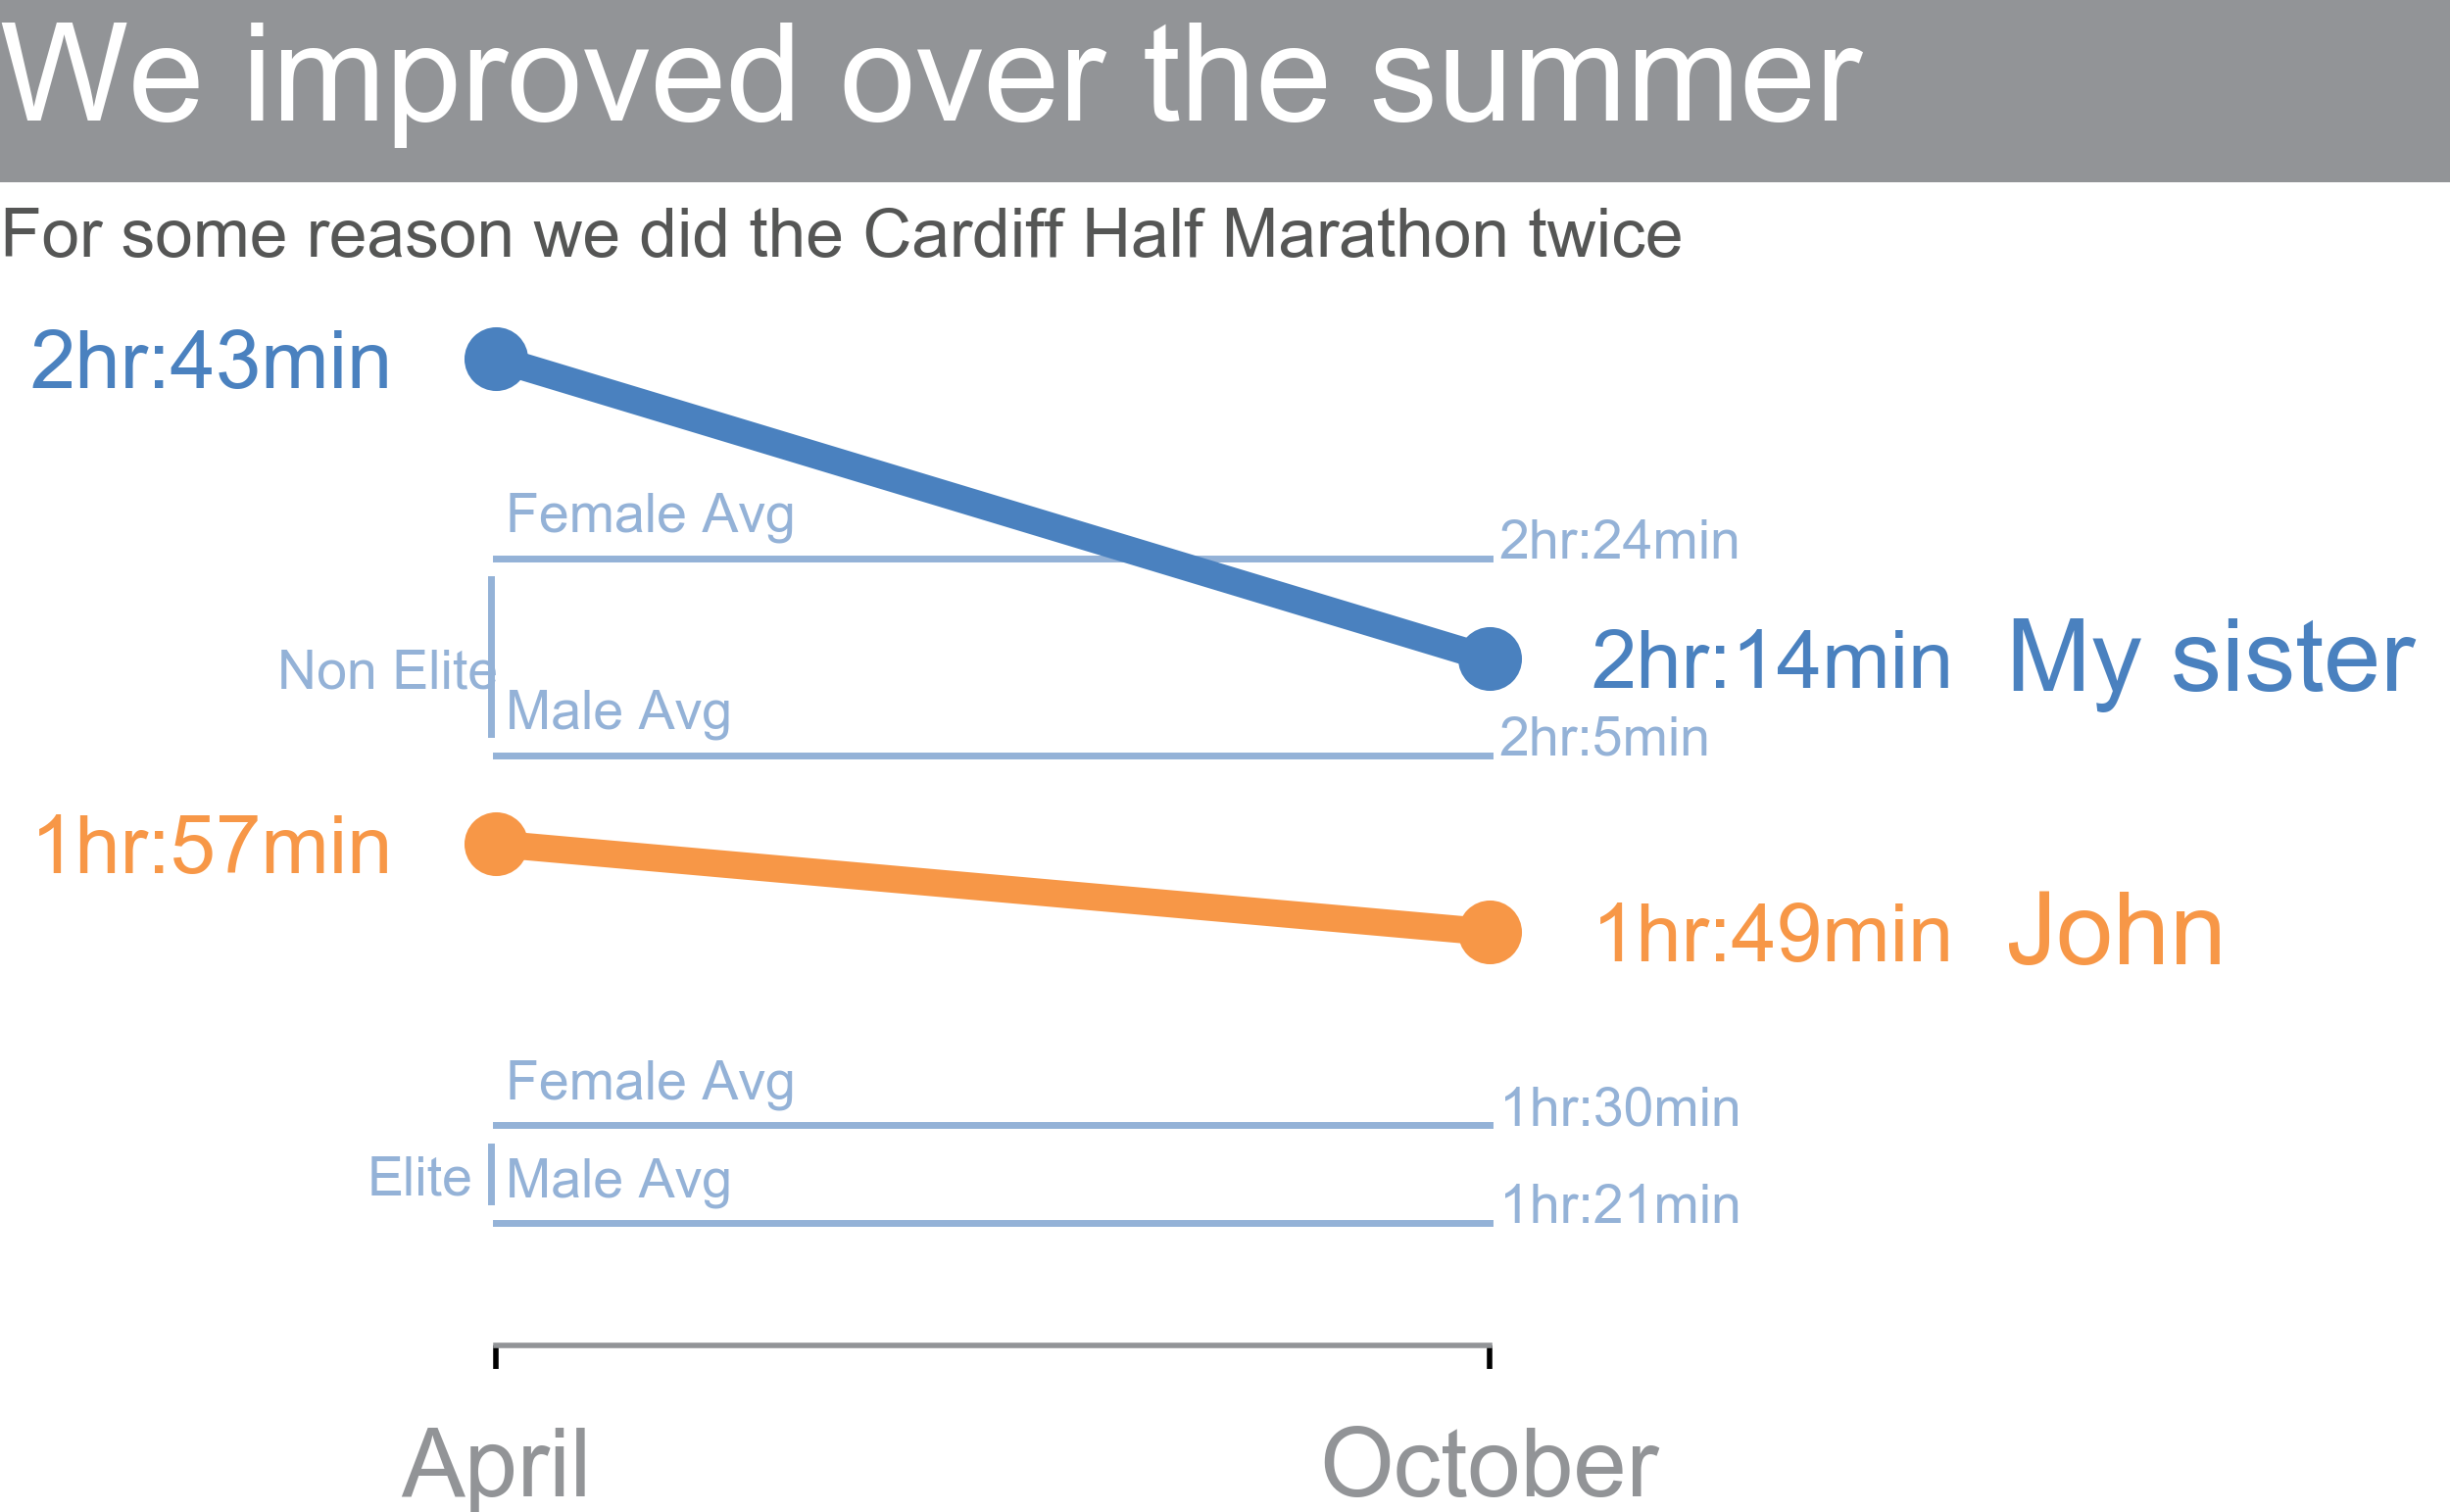 We improved over the summer
For some reason we did the Cardiff Half Marathon twice
2hr:43min
Female Avg
2hr:24min
Non Elite
2hr:14min My sister
Male Avg
2hr:5min
1hr:57min
1hr:49min John
Female Avg
1hr:30min
Elite
Male Avg
1hr:21min
April
October